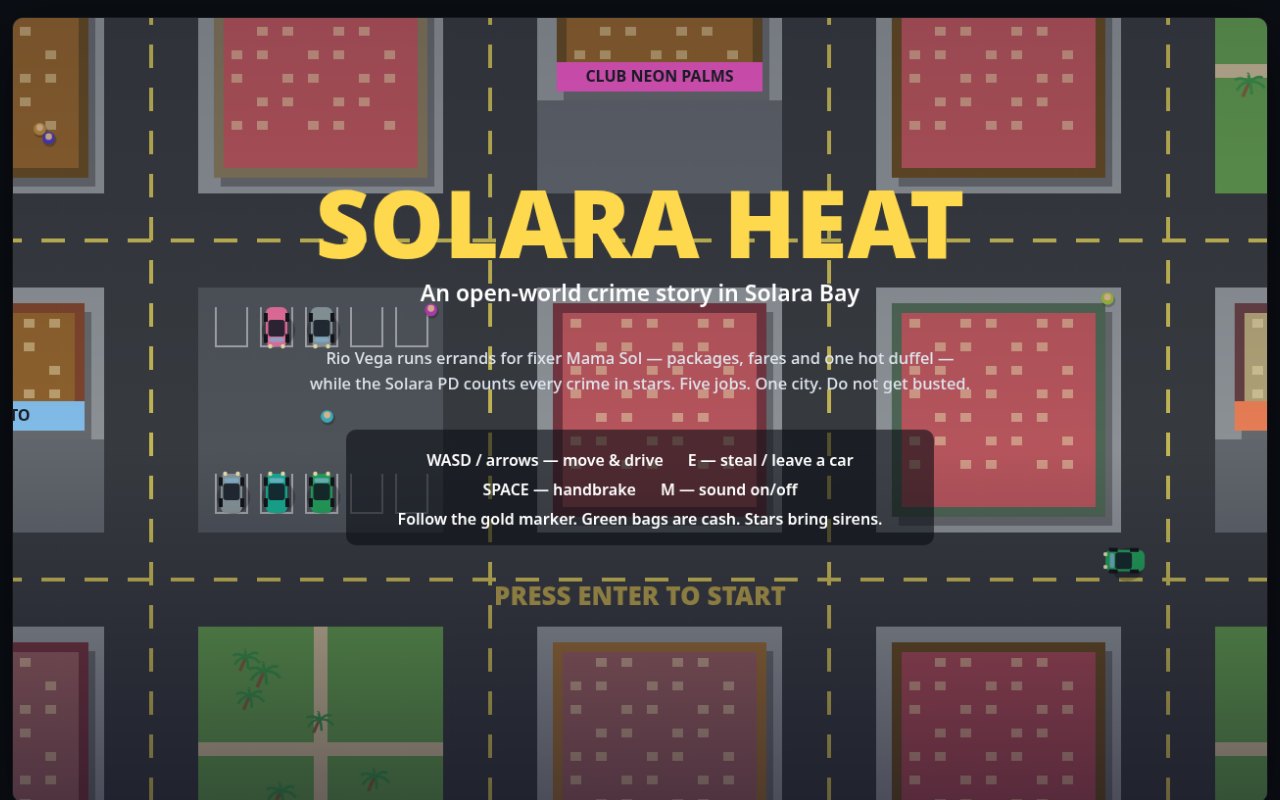 CLUB NEON PALMS
SOLARA HEAT
An open-world crime story in Solara Bay
Rio Vega runs errands for fixer Mama Sol — packages, fares and one hot duffel —
while the Solara PD counts every crime in stars. Five jobs. One city. Do not get busted.
TO
WASD / arrows — move & drive E — steal / leave a car
SPACE — handbrake M — sound on/off
Follow the gold marker. Green bags are cash. Stars bring sirens.
PRESS ENTER TO START